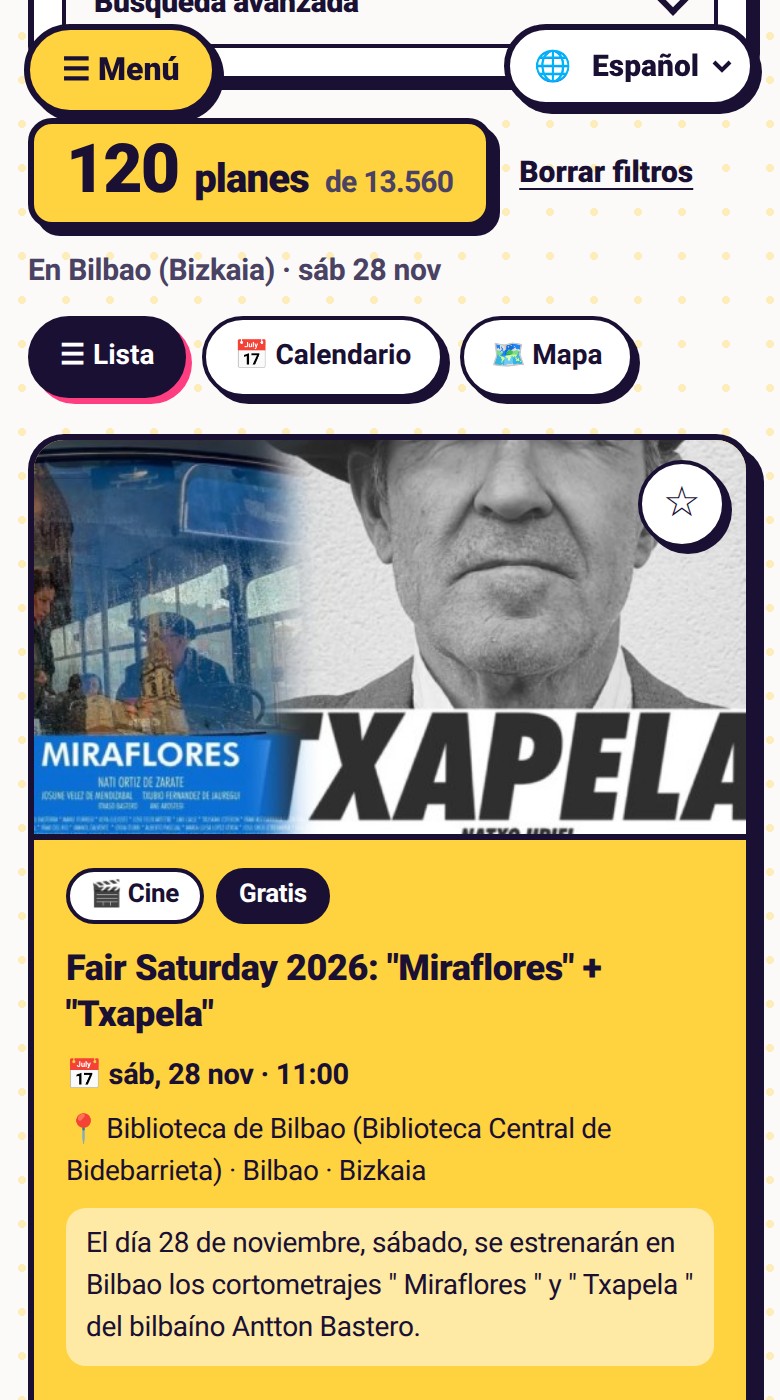 Búsqueda avanzada
☰ Menú
🌐 Español
120 planes de 13.560
Borrar filtros
En Bilbao (Bizkaia) · sáb 28 nov
☰ Lista
📅 Calendario
🗺️ Mapa
☆
MIRAFLORES
NATI ORTIZ DE ZARATE
JOSUNE VELEZ DE MENDIZABAL TXUBIO FERNANDEZ DE JAUREGUI
TXAPELA
NATXO URIEL
🎬 Cine
Gratis
Fair Saturday 2026: "Miraflores" +
"Txapela"
📅 sáb, 28 nov · 11:00
📍 Biblioteca de Bilbao (Biblioteca Central de
Bidebarrieta) · Bilbao · Bizkaia
El día 28 de noviembre, sábado, se estrenarán en
Bilbao los cortometrajes " Miraflores " y " Txapela "
del bilbaíno Antton Bastero.